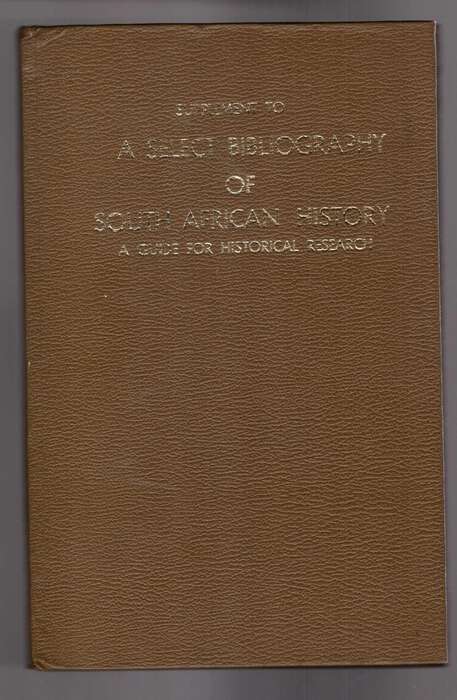 SUPPLEMENT TO
A SELECT BIBLIOGRAPHY
OF
SOUTH AFRICAN HISTORY
A GUIDE FOR HISTORICAL RESEARCH